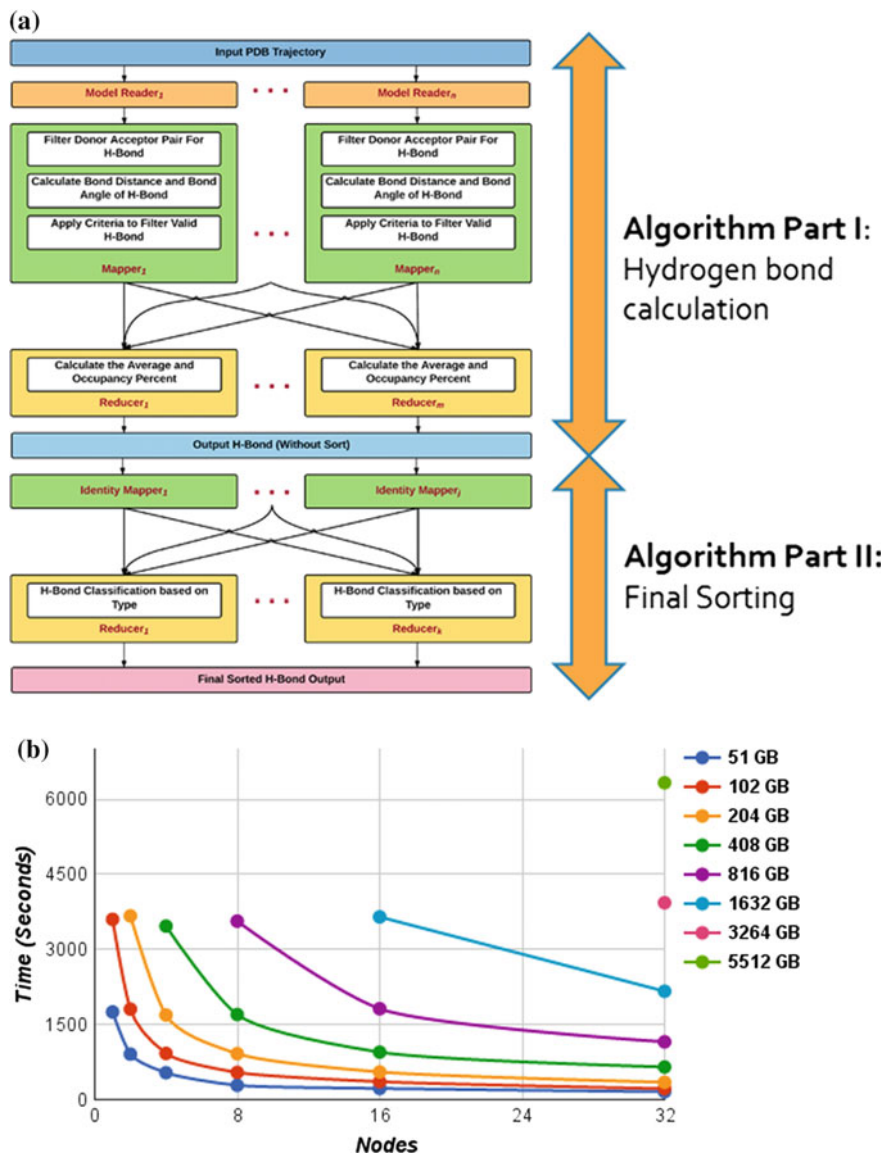 (a)
Input PDB Trajectory
Model Reader1
Model Readern
Filter Donor Acceptor Pair For
H-Bond
Calculate Bond Distance and Bond
Angle of H-Bond
Apply Criteria to Filter Valid
H-Bond
Mapper1
Filter Donor Acceptor Pair For
H-Bond
Calculate Bond Distance and Bond
Angle of H-Bond
Apply Criteria to Filter Valid
H-Bond
Mappern
Calculate the Average and
Occupancy Percent
Reducer1
Calculate the Average and
Occupancy Percent
Reducerm
Output H-Bond (Without Sort)
Identity Mapper1
Identity Mapperj
H-Bond Classification based on
Type
Reducer1
H-Bond Classification based on
Type
Reducerk
Final Sorted H-Bond Output
Algorithm Part I:
Hydrogen bond
calculation
Algorithm Part II:
Final Sorting
(b)
6000
4500
3000
1500
0
Time (Seconds)
0 8 16 24 32
Nodes
51 GB
102 GB
204 GB
408 GB
816 GB
1632 GB
3264 GB
5512 GB